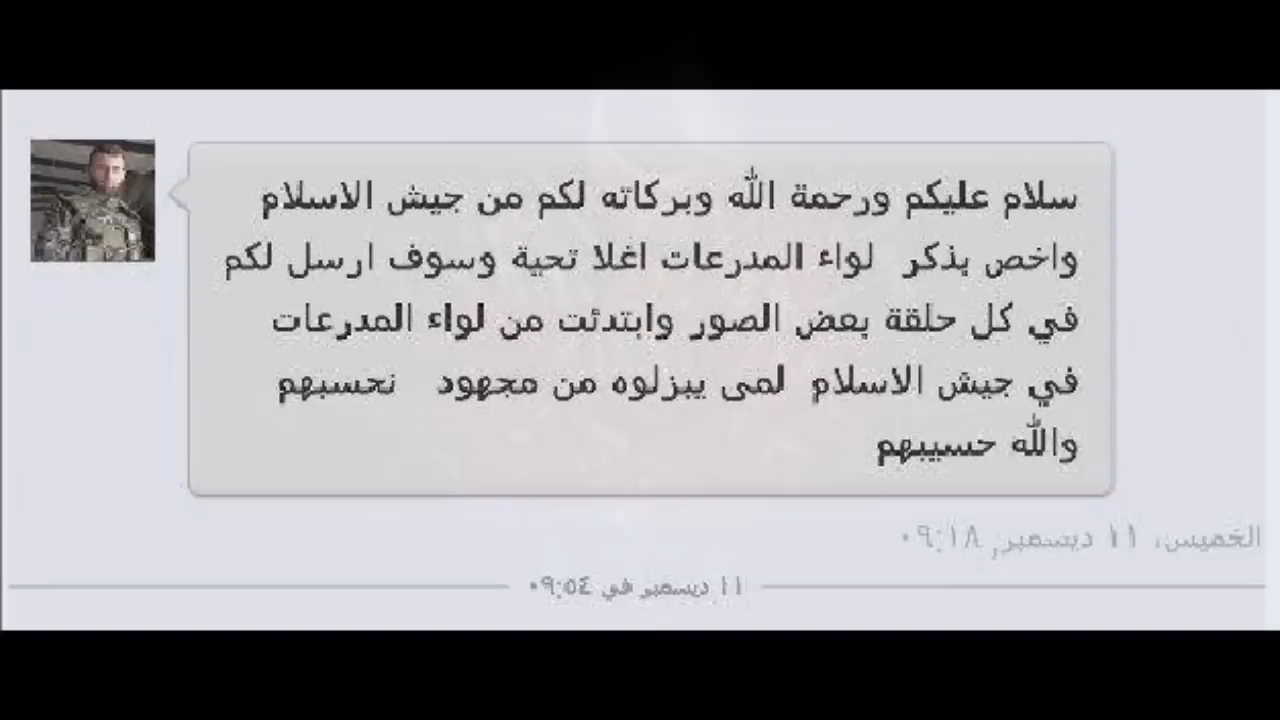 سلام عليكم ورحمة الله وبركاته لكم من جيش الاسلام
واخص بذكر لواء المدرعات اغلا تحية وسوف ارسل لكم
في كل حلقة بعض الصور وابتدئت من لواء المدرعات
في جيش الاسلام لمى يبزلوه من مجهود نحسبهم
والله حسيبهم
الخميس، ١١ ديسمبر, ٠٩:١٨
١١ ديسمبر في ٠٩:٥٤